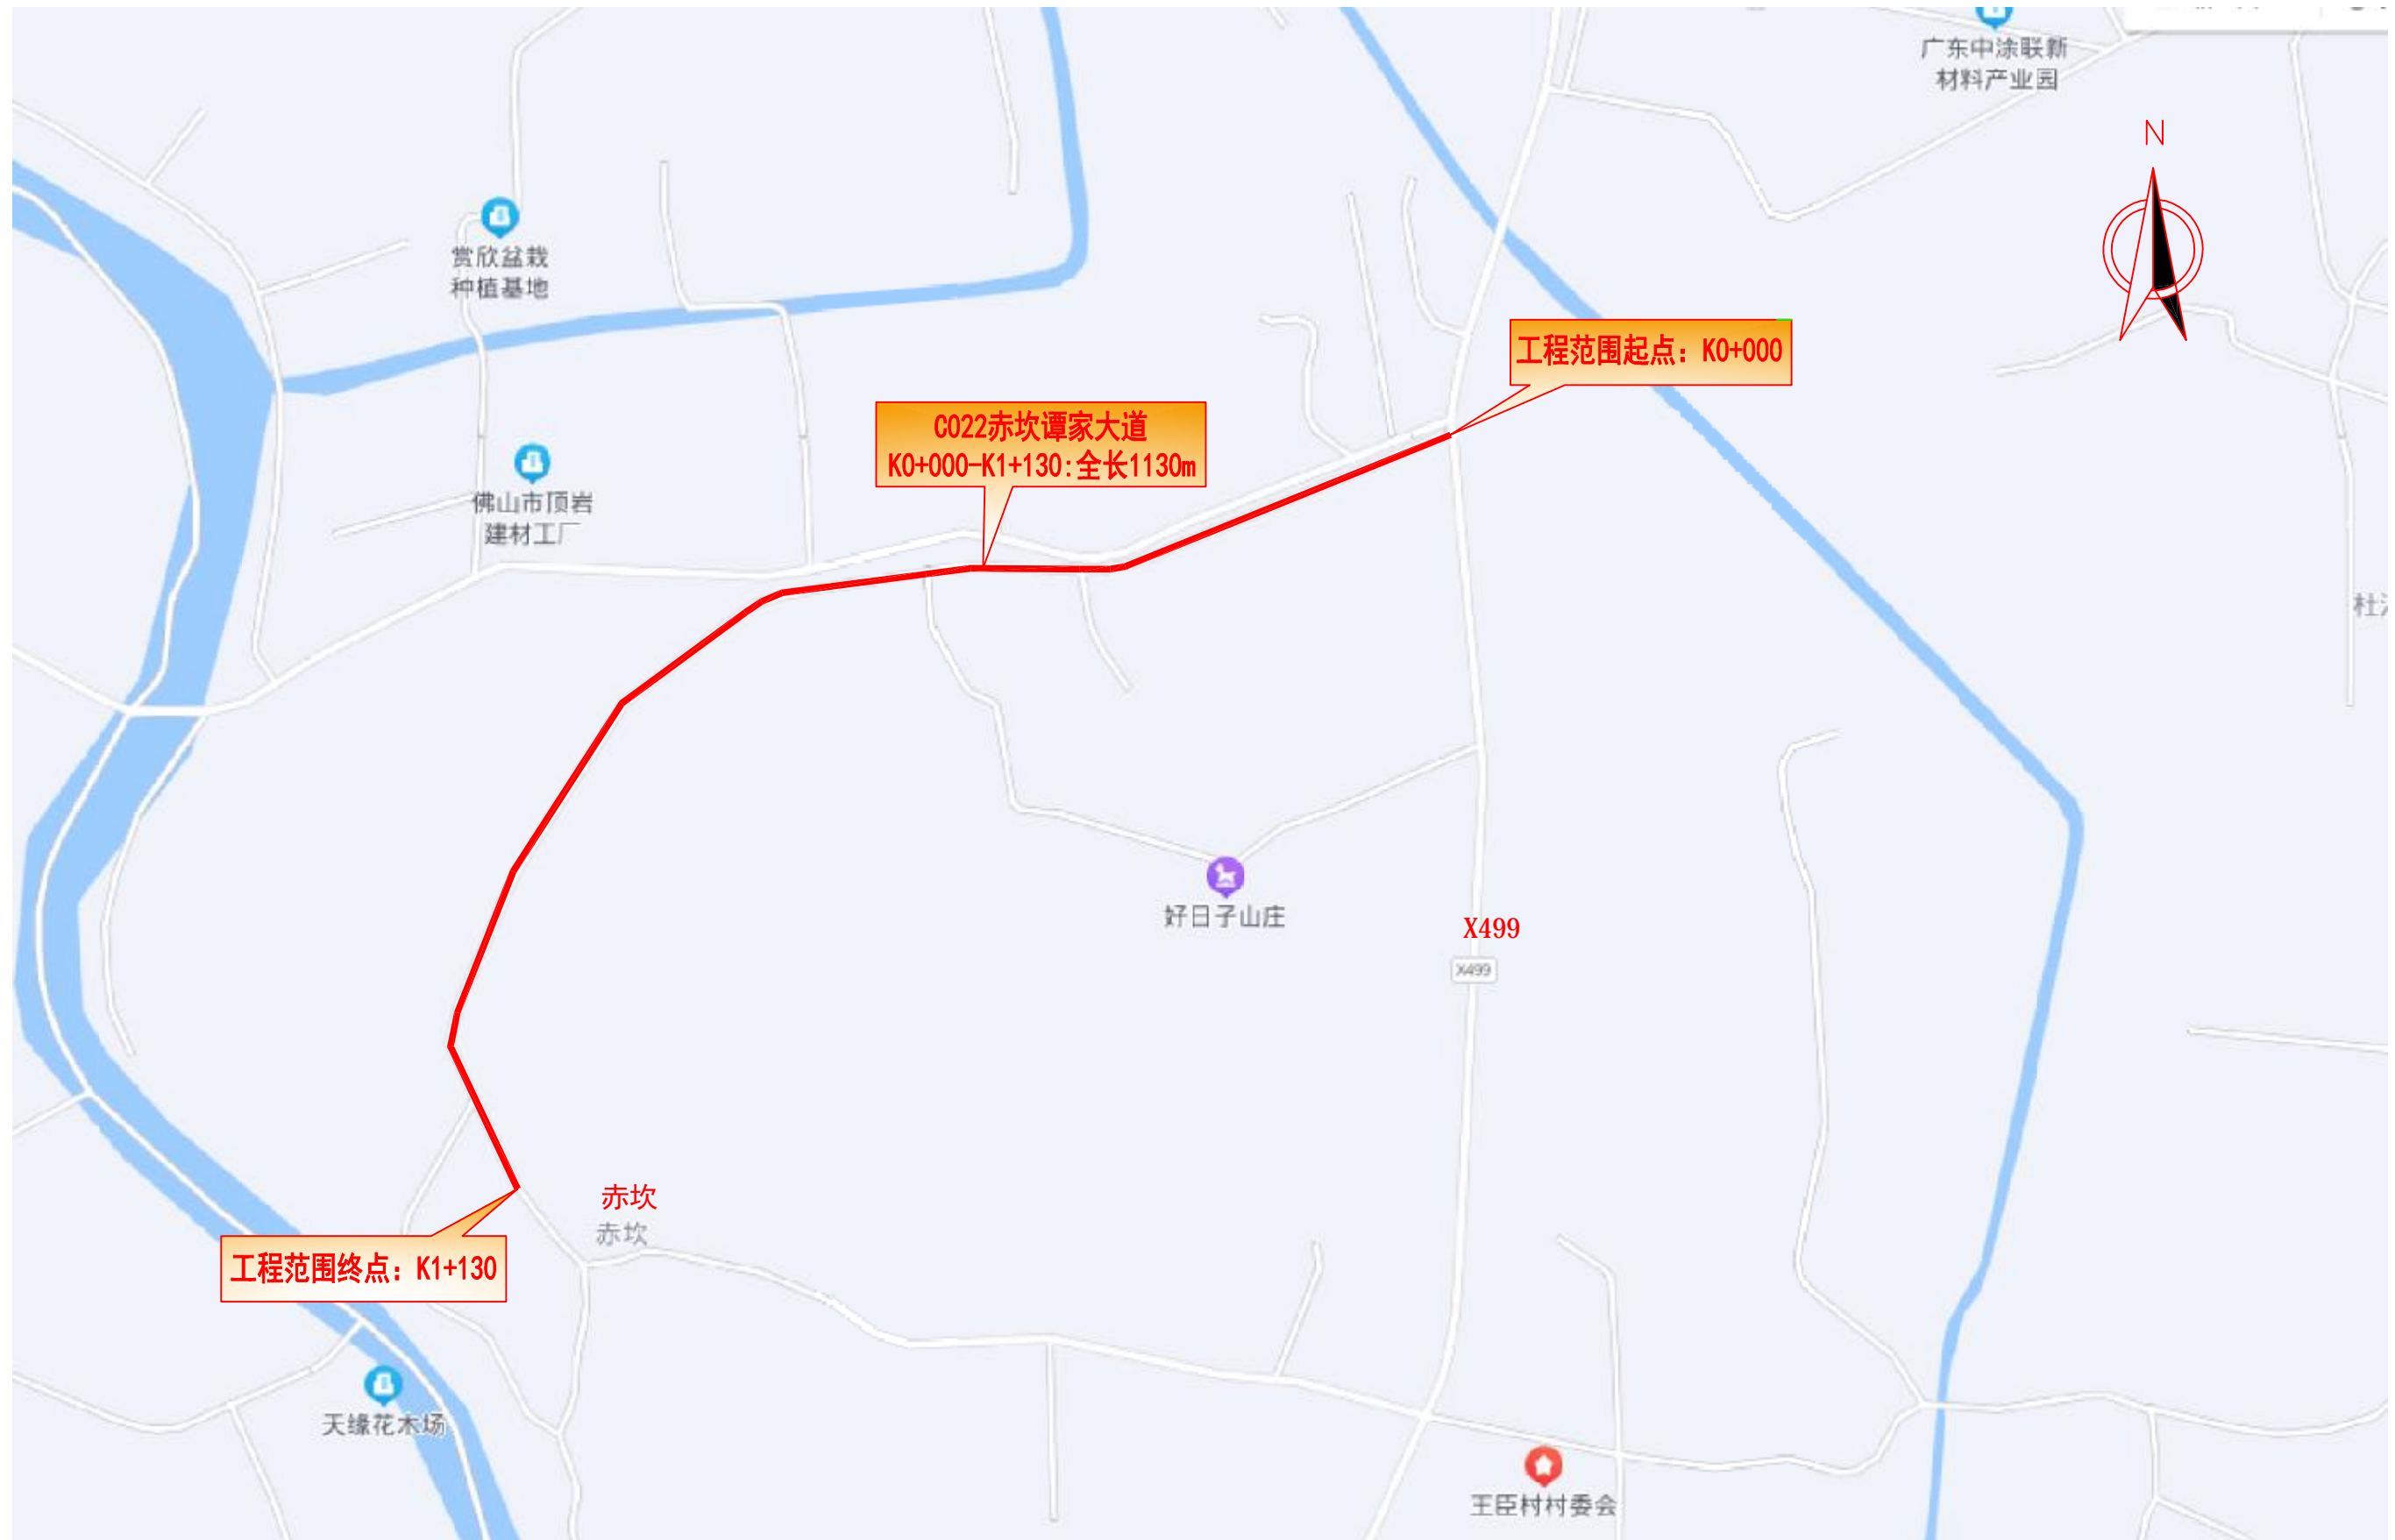 广东中涂联新
材料产业园
N
赏欣盆栽
种植基地
工程范围起点：K0+000
C022赤坎谭家大道
K0+000-K1+130:全长1130m
佛山市顶岩
建材工厂
杜
好日子山庄
X499
X499
赤坎
赤坎
工程范围终点：K1+130
天缘花木场
王臣村村委会